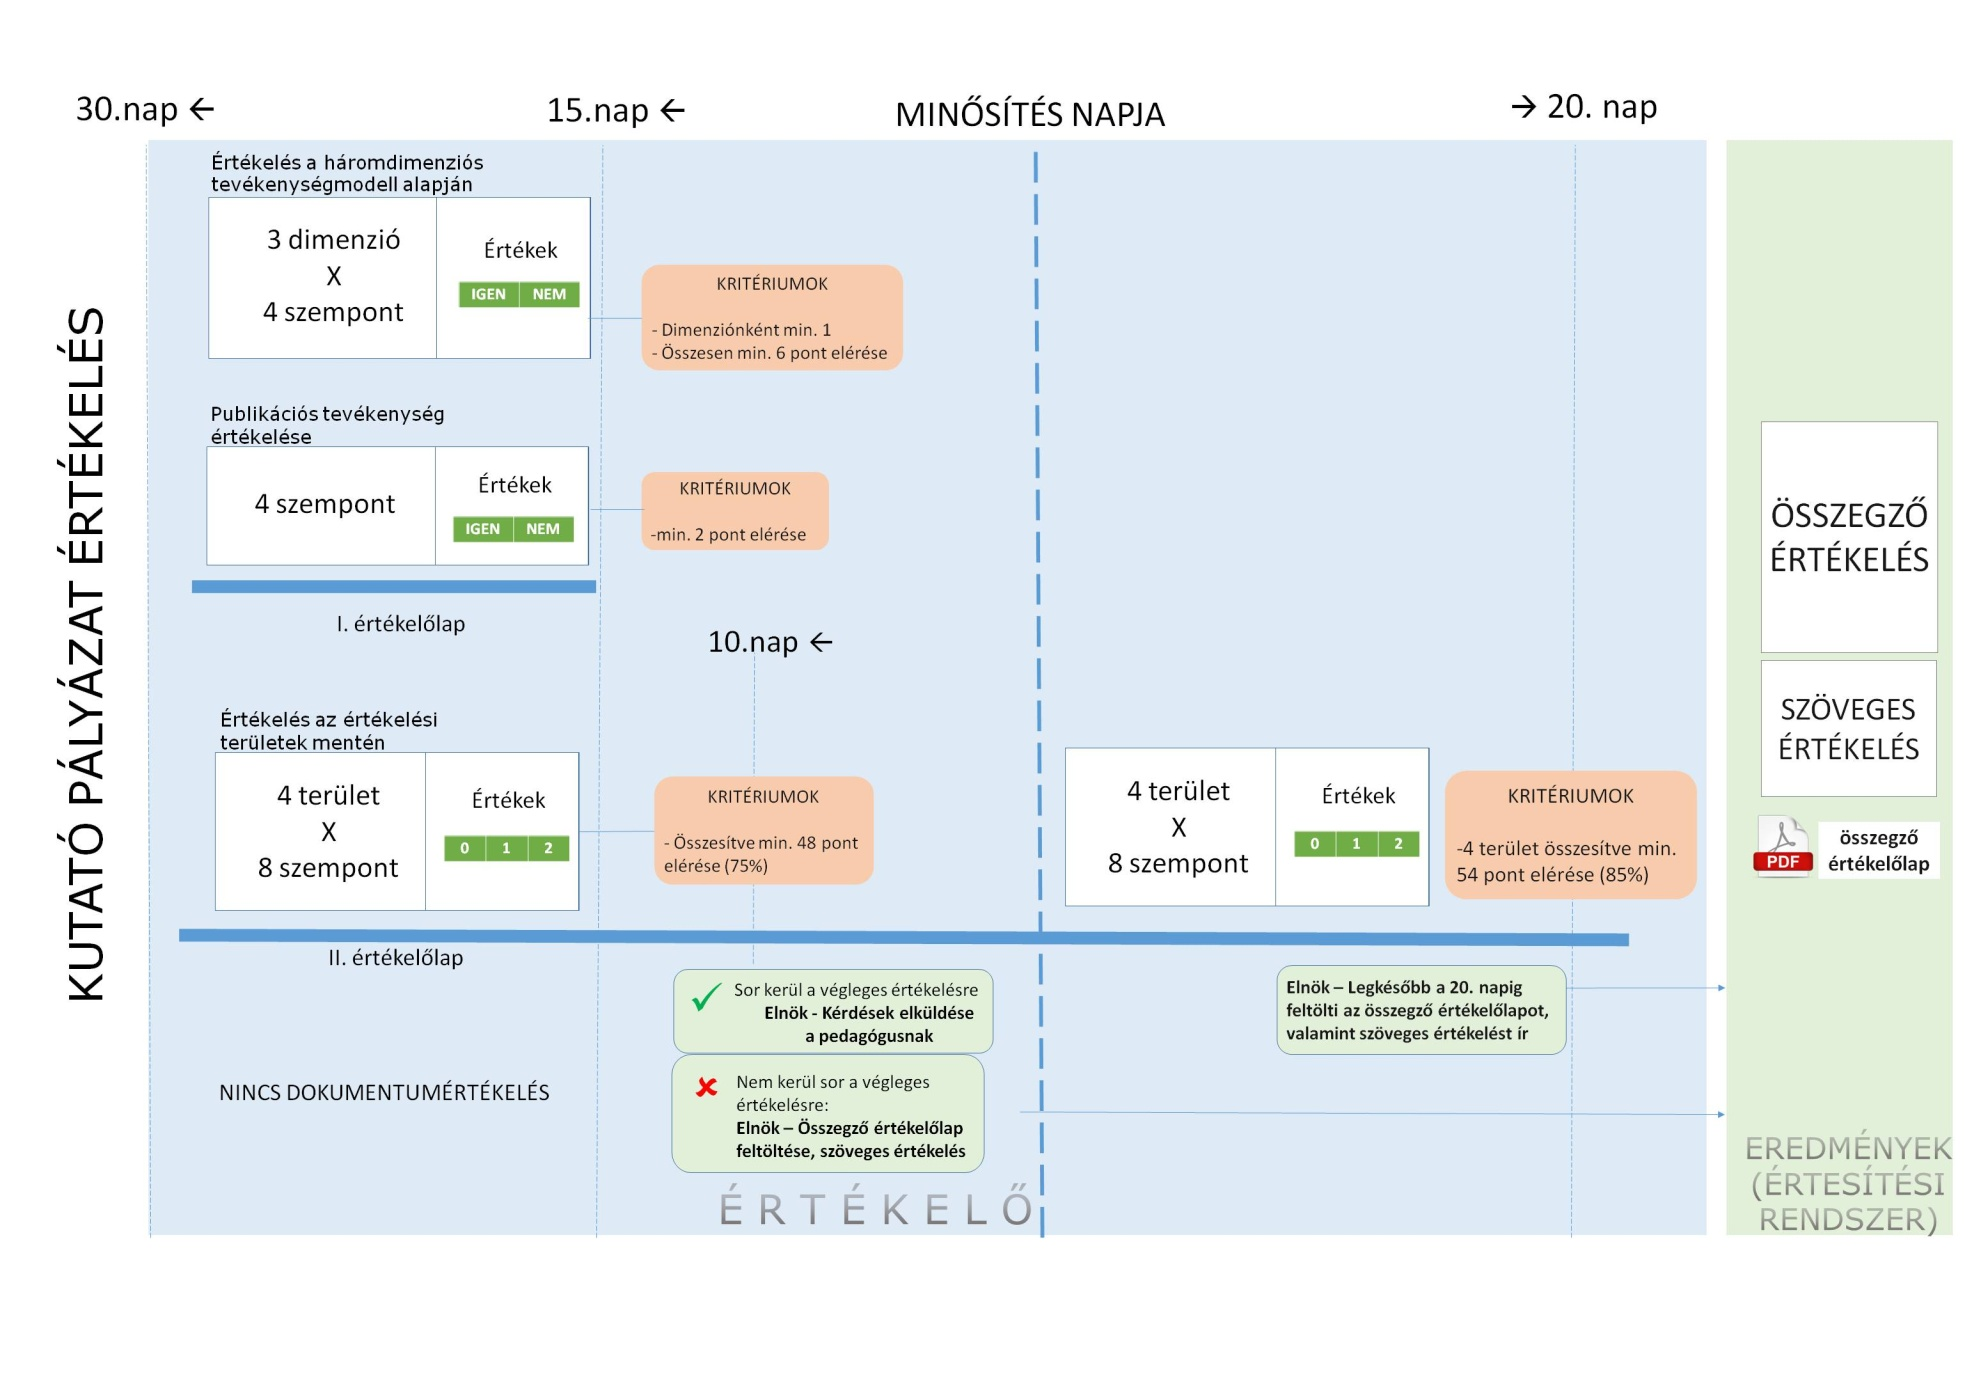 30.nap ←
15.nap ←
MINŐSÍTÉS NAPJA
→ 20. nap
KUTATÓ PÁLYÁZAT ÉRTÉKELÉS
Értékelés a háromdimenziós
tevékenységmodell alapján
3 dimenzió
X
4 szempont
Értékek
IGEN NEM
KRITÉRIUMOK
- Dimenziónként min. 1
- Összesen min. 6 pont elérése
Publikációs tevékenység
értékelése
4 szempont
Értékek
IGEN NEM
KRITÉRIUMOK
-min. 2 pont elérése
I. értékelőlap
10.nap ←
Értékelés az értékelési
területek mentén
4 terület
X
8 szempont
Értékek
0 1 2
KRITÉRIUMOK
- Összesítve min. 48 pont
elérése (75%)
4 terület
X
8 szempont
Értékek
0 1 2
KRITÉRIUMOK
-4 terület összesítve min.
54 pont elérése (85%)
II. értékelőlap
Sor kerül a végleges értékelésre
Elnök - Kérdések elküldése
a pedagógusnak
Nem kerül sor a végleges
értékelésre:
Elnök – Összegző értékelőlap
feltöltése, szöveges értékelés
Elnök – Legkésőbb a 20. napig
feltölti az összegző értékelőlapot,
valamint szöveges értékelést ír
NINCS DOKUMENTUMÉRTÉKELÉS
ÉRTÉKELŐ
ÖSSZEGZŐ
ÉRTÉKELÉS
SZÖVEGES
ÉRTÉKELÉS
PDF
összegző
értékelőlap
EREDMÉNYEK
(ÉRTESÍTÉSI
RENDSZER)